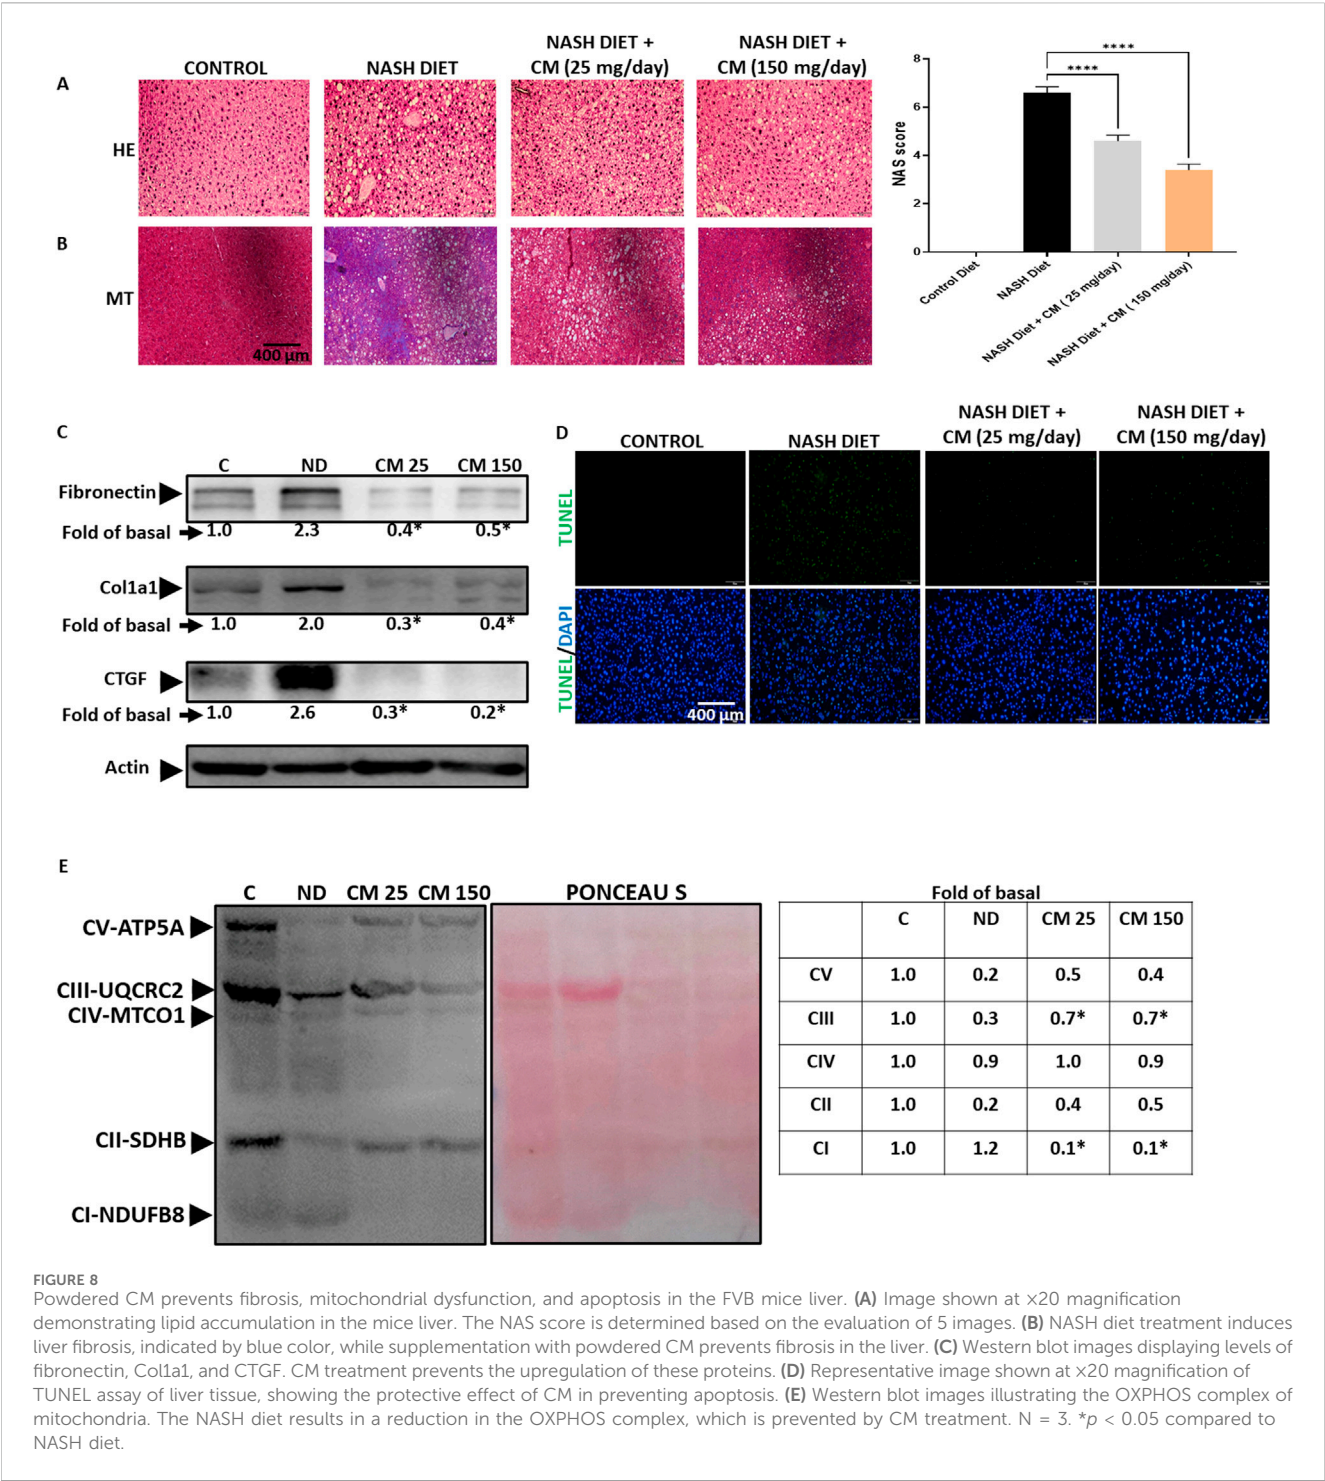 A
CONTROL
NASH DIET
NASH DIET +
CM (25 mg/day)
NASH DIET +
CM (150 mg/day)
HE
B
MT
400 µm
NAS score
8
6
4
2
0
****
****
Control Diet
NASH Diet
NASH Diet + CM ( 25 mg/day)
NASH Diet + CM ( 150 mg/day)
C
C ND CM 25 CM 150
Fibronectin
Fold of basal 1.0 2.3 0.4* 0.5*
Col1a1
Fold of basal 1.0 2.0 0.3* 0.4*
CTGF
Fold of basal 1.0 2.6 0.3* 0.2*
Actin
D
CONTROL
NASH DIET
NASH DIET +
CM (25 mg/day)
NASH DIET +
CM (150 mg/day)
TUNEL
TUNEL/DAPI
400 µm
E
C ND CM 25 CM 150
PONCEAU S
CV-ATP5A
CIII-UQCRC2
CIV-MTCO1
CII-SDHB
CI-NDUFB8
Fold of basal
C ND CM 25 CM 150
CV 1.0 0.2 0.5 0.4
CIII 1.0 0.3 0.7* 0.7*
CIV 1.0 0.9 1.0 0.9
CII 1.0 0.2 0.4 0.5
CI 1.0 1.2 0.1* 0.1*
FIGURE 8
Powdered CM prevents fibrosis, mitochondrial dysfunction, and apoptosis in the FVB mice liver. (A) Image shown at ×20 magnification
demonstrating lipid accumulation in the mice liver. The NAS score is determined based on the evaluation of 5 images. (B) NASH diet treatment induces
liver fibrosis, indicated by blue color, while supplementation with powdered CM prevents fibrosis in the liver. (C) Western blot images displaying levels of
fibronectin, Col1a1, and CTGF. CM treatment prevents the upregulation of these proteins. (D) Representative image shown at ×20 magnification of
TUNEL assay of liver tissue, showing the protective effect of CM in preventing apoptosis. (E) Western blot images illustrating the OXPHOS complex of
mitochondria. The NASH diet results in a reduction in the OXPHOS complex, which is prevented by CM treatment. N = 3. *p < 0.05 compared to
NASH diet.